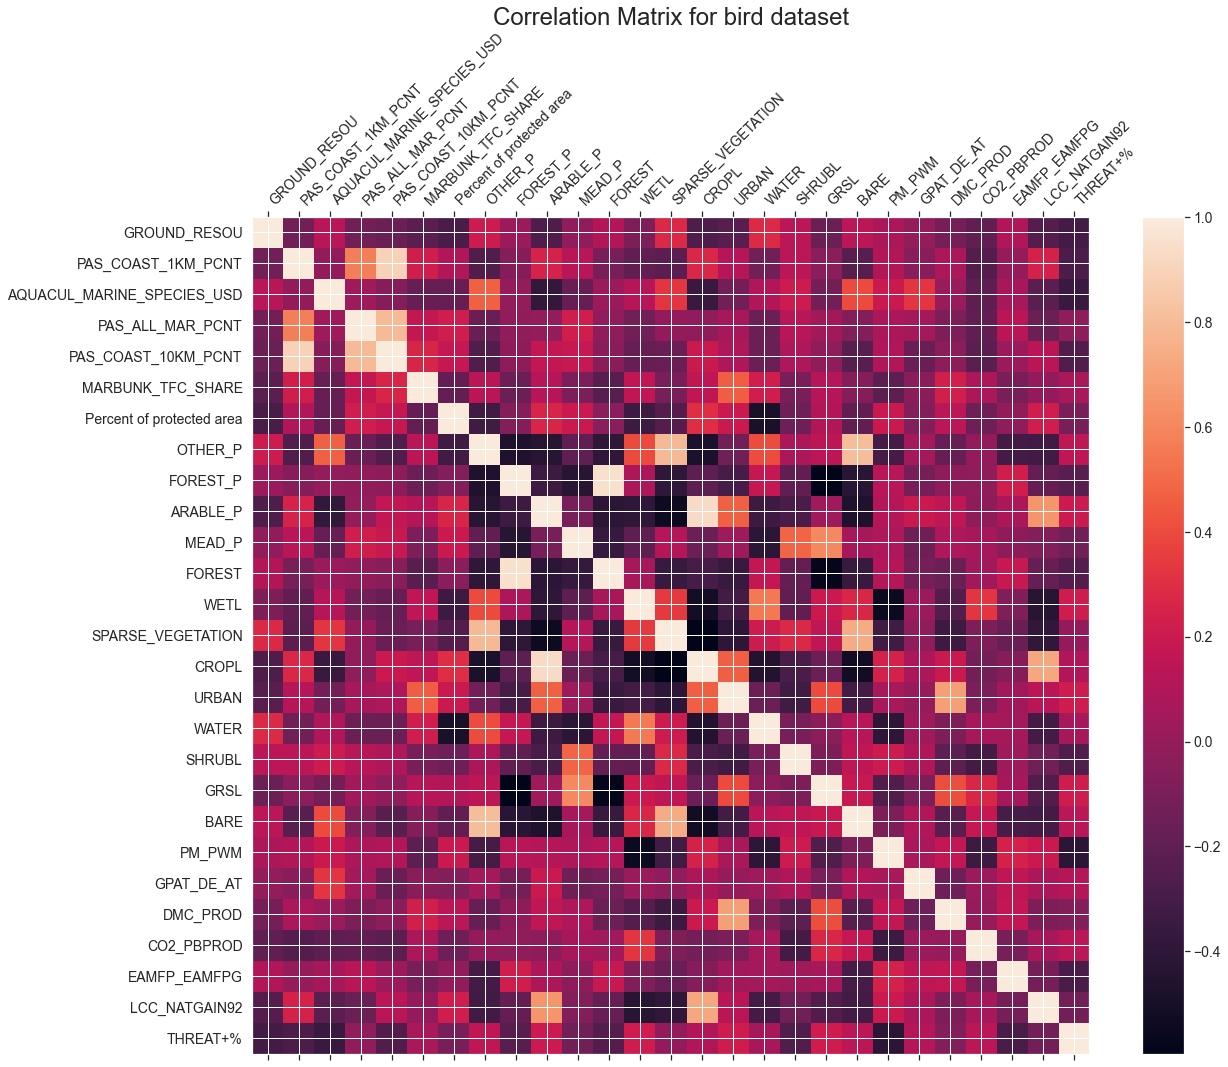 Correlation Matrix for bird dataset
GROUND_RESOU
PAS_COAST_1KM_PCNT
AQUACUL_MARINE_SPECIES_USD
PAS_ALL_MAR_PCNT
PAS_COAST_10KM_PCNT
MARBUNK_TFC_SHARE
Percent of protected area
OTHER_P
FOREST_P
ARABLE_P
MEAD_P
FOREST
WETL
SPARSE_VEGETATION
CROPL
URBAN
WATER
SHRUBL
GRSL
BARE
PM_PWM
GPAT_DE_AT
DMC_PROD
CO2_PBPROD
EAMFP_EAMFPG
LCC_NATGAIN92
THREAT+%
GROUND_RESOU
PAS_COAST_1KM_PCNT
AQUACUL_MARINE_SPECIES_USD
PAS_ALL_MAR_PCNT
PAS_COAST_10KM_PCNT
MARBUNK_TFC_SHARE
Percent of protected area
OTHER_P
FOREST_P
ARABLE_P
MEAD_P
FOREST
WETL
SPARSE_VEGETATION
CROPL
URBAN
WATER
SHRUBL
GRSL
BARE
PM_PWM
GPAT_DE_AT
DMC_PROD
CO2_PBPROD
EAMFP_EAMFPG
LCC_NATGAIN92
THREAT+%
1.0
0.8
0.6
0.4
0.2
0.0
−0.2
−0.4